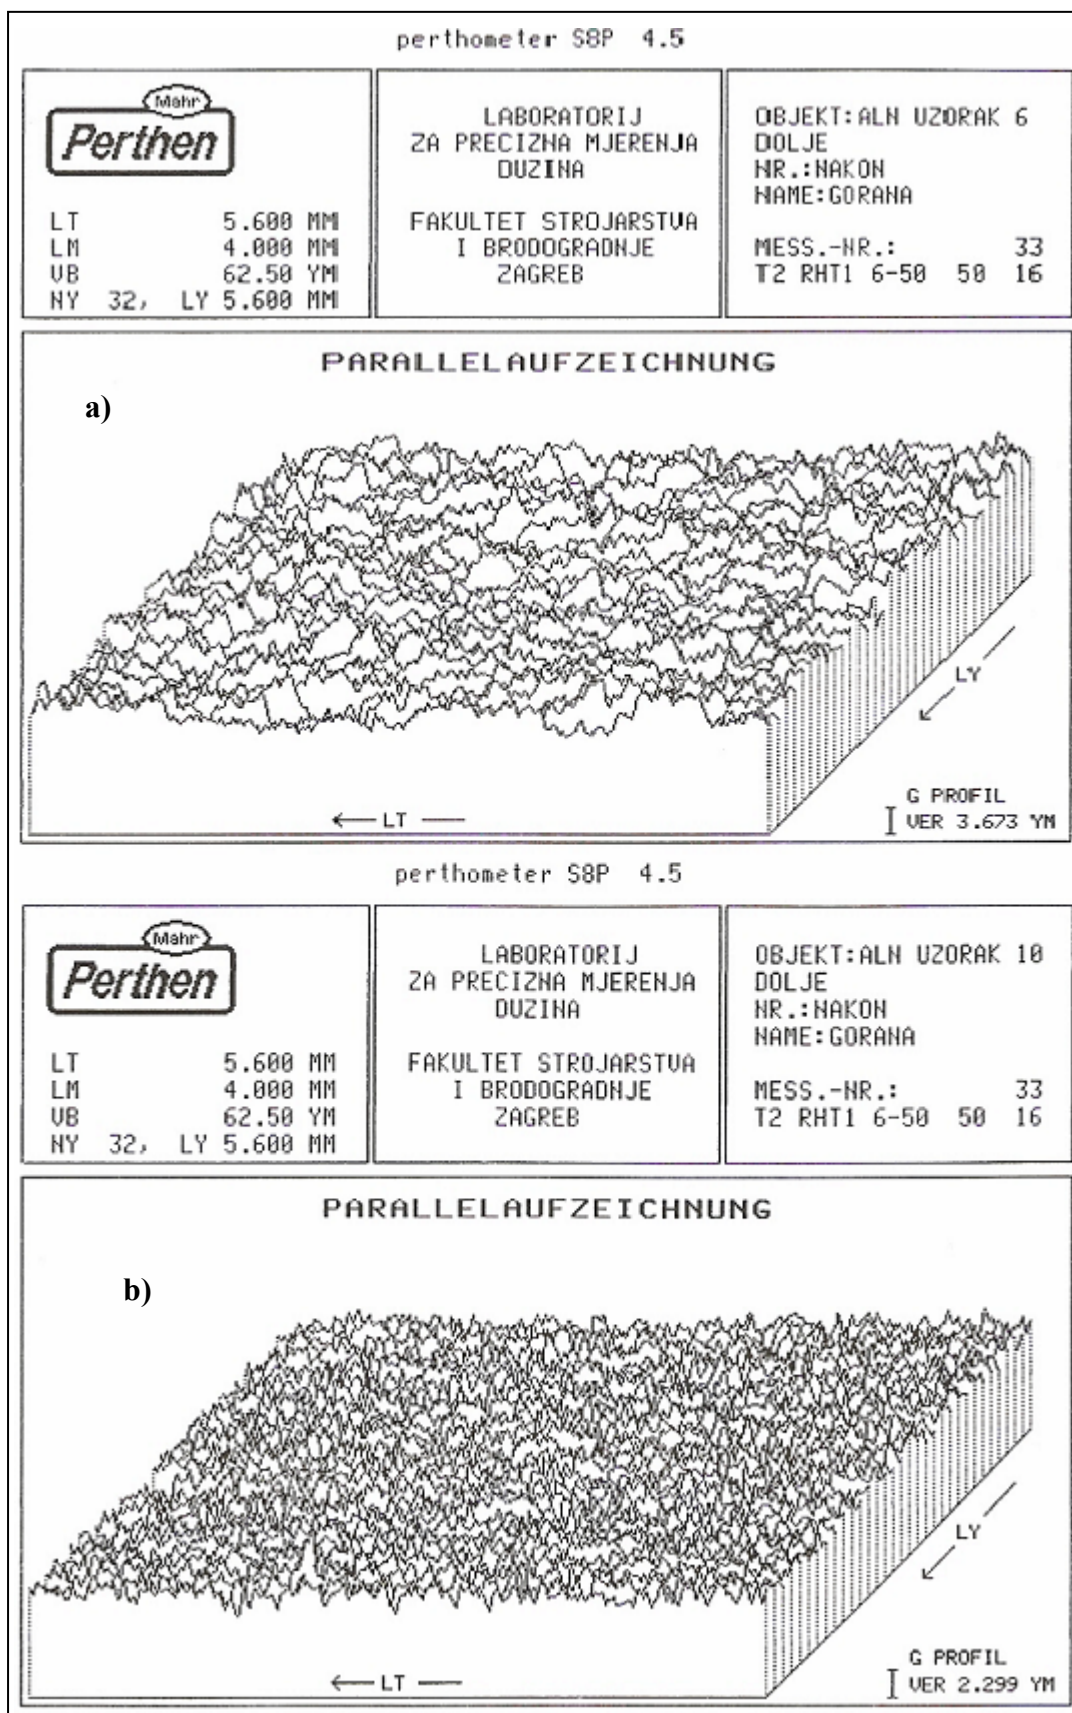 perthometer S8P 4.5
Mahr
Perthen
LT 5.600 MM
LM 4.000 MM
VB 62.50 YM
NY 32, LY 5.600 MM
LABORATORIJ
ZA PRECIZNA MJERENJA
DUZINA
FAKULTET STROJARSTVA
I BRODOGRADNJE
ZAGREB
OBJEKT:ALN UZORAK 6
DOLJE
NR.:NAKON
NAME:GORANA
MESS.-NR.: 33
T2 RHT1 6-50 50 16
PARALLELAUFZEICHNUNG
a)
LY
LT
G PROFIL
VER 3.673 YM
perthometer S8P 4.5
Mahr
Perthen
LT 5.600 MM
LM 4.000 MM
VB 62.50 YM
NY 32, LY 5.600 MM
LABORATORIJ
ZA PRECIZNA MJERENJA
DUZINA
FAKULTET STROJARSTVA
I BRODOGRADNJE
ZAGREB
OBJEKT:ALN UZORAK 10
DOLJE
NR.:NAKON
NAME:GORANA
MESS.-NR.: 33
T2 RHT1 6-50 50 16
PARALLELAUFZEICHNUNG
b)
LY
LT
G PROFIL
VER 2.299 YM